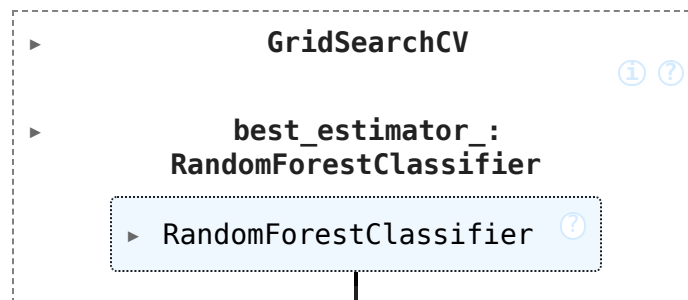 ▸ GridSearchCV
i ?
▸ best_estimator_:
RandomForestClassifier
▸ RandomForestClassifier ?